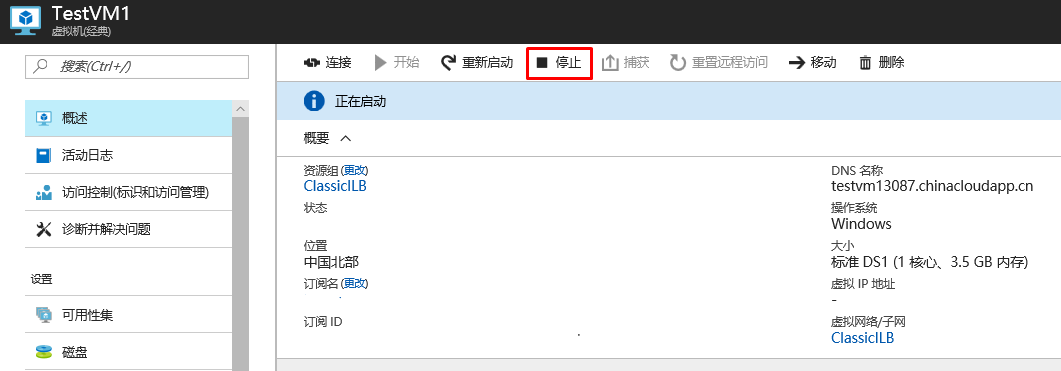 TestVM1
虚拟机(经典)
搜索(Ctrl+/)
概述
活动日志
访问控制(标识和访问管理)
诊断并解决问题
设置
可用性集
磁盘
连接 开始 重新启动 停止 捕获 重置远程访问 移动 删除
正在启动
概要
资源组 (更改)
ClassicILB
状态
位置
中国北部
订阅名 (更改)
订阅 ID
DNS 名称
testvm13087.chinacloudapp.cn
操作系统
Windows
大小
标准 DS1 (1 核心、3.5 GB 内存)
虚拟 IP 地址
-
虚拟网络/子网
ClassicILB